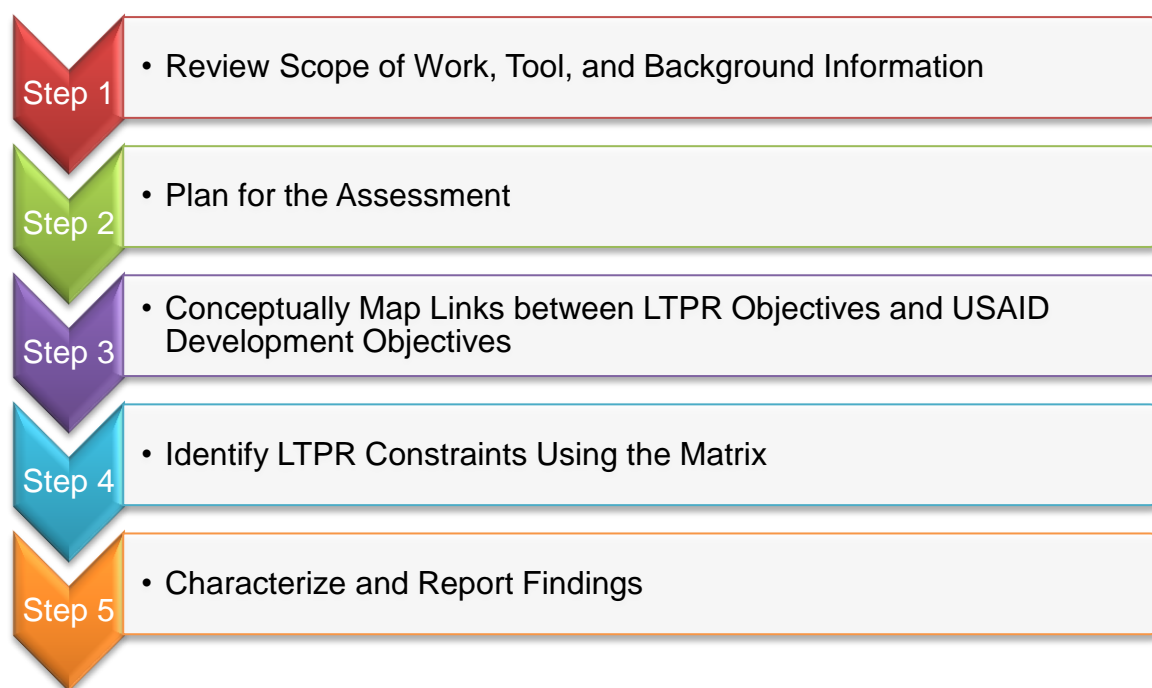 Step 1
• Review Scope of Work, Tool, and Background Information
Step 2
• Plan for the Assessment
Step 3
• Conceptually Map Links between LTPR Objectives and USAID
Development Objectives
Step 4
• Identify LTPR Constraints Using the Matrix
Step 5
• Characterize and Report Findings